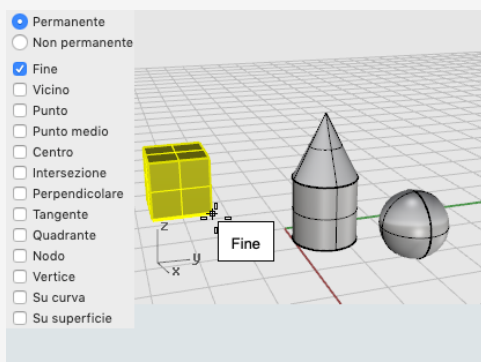 Permanente
Non permanente
Fine
Vicino
Punto
Punto medio
Centro
Intersezione
Perpendicolare
Tangente
Quadrante
Nodo
Vertice
Su curva
Su superficie
z
y
x
Fine